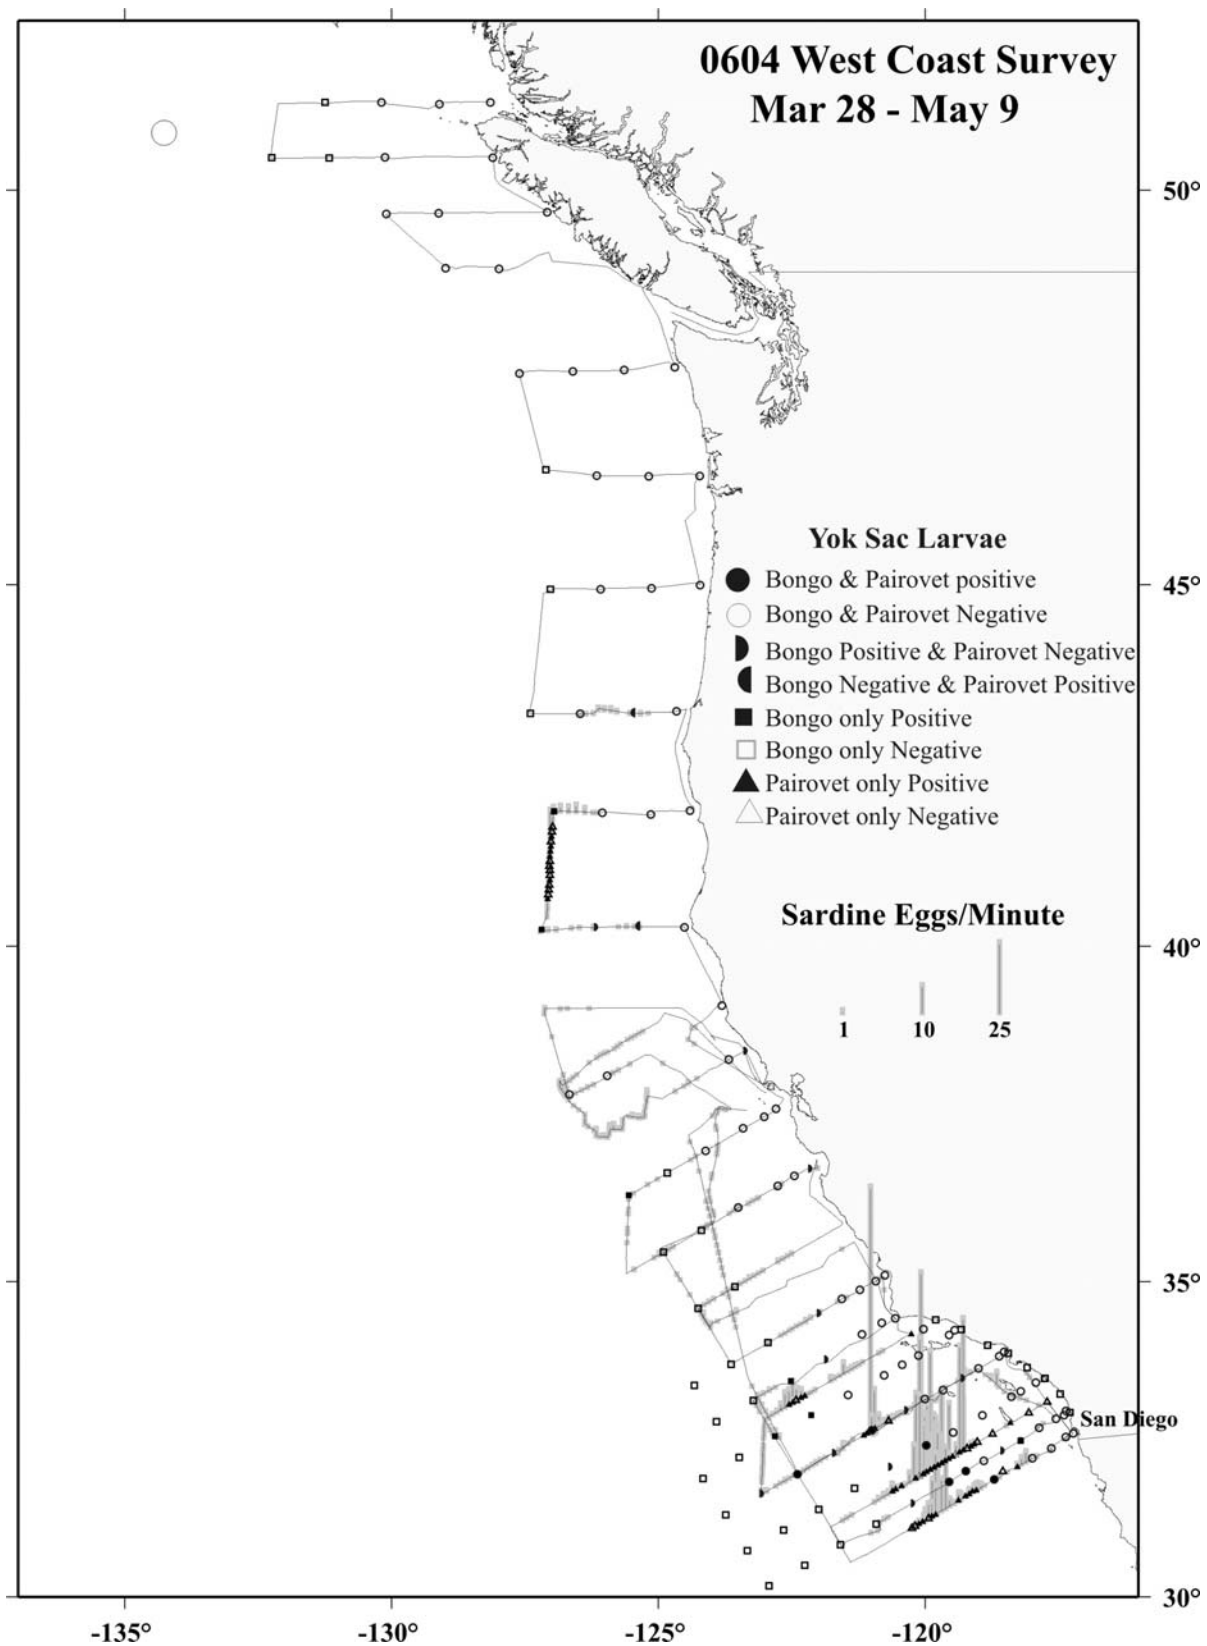 0604 West Coast Survey
Mar 28 - May 9
50°
Yok Sac Larvae
Bongo & Pairovet positive
45°
Bongo & Pairovet Negative
Bongo Positive & Pairovet Negative
Bongo Negative & Pairovet Positive
Bongo only Positive
Bongo only Negative
Pairovet only Positive
Pairovet only Negative
Sardine Eggs/Minute
40°
1 10 25
35°
San Diego
30°
-135° -130° -125° -120°